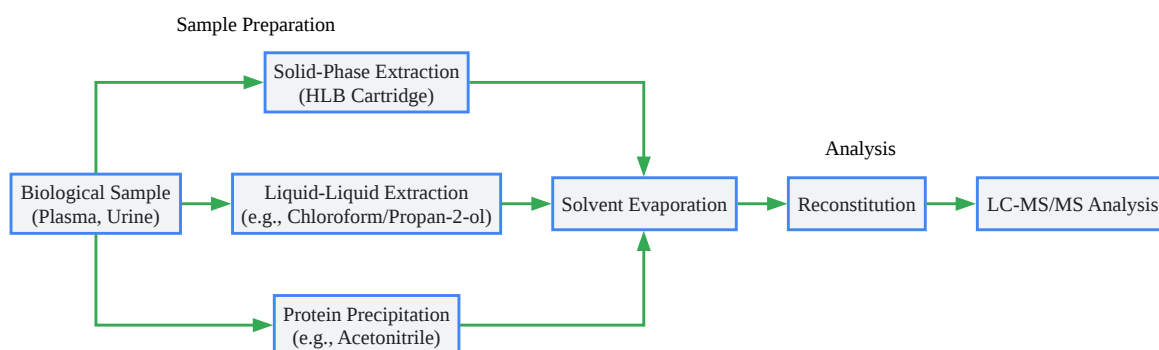 Sample Preparation
Solid-Phase Extraction
(HLB Cartridge)
Analysis
Biological Sample
(Plasma, Urine)
Liquid-Liquid Extraction
(e.g., Chloroform/Propan-2-ol)
Solvent Evaporation
Reconstitution
LC-MS/MS Analysis
Protein Precipitation
(e.g., Acetonitrile)